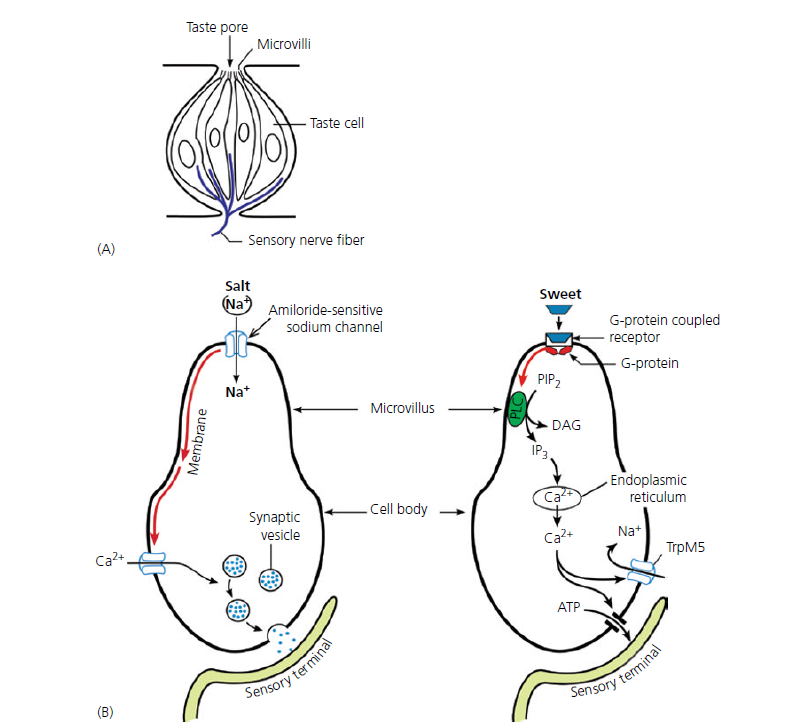 Taste pore
Microvilli
Taste cell
Sensory nerve fiber
(A)
Salt
(Na⁺)
Amiloride-sensitive
sodium channel
Na⁺
Membrane
Microvillus
Cell body
Synaptic
vesicle
Ca²⁺
Sensory terminal
Sweet
G-protein coupled
receptor
G-protein
PIP₂
PLC
DAG
IP₃
Endoplasmic
reticulum
Ca²⁺
Ca²⁺
Na⁺
TrpM5
ATP
Sensory terminal
(B)